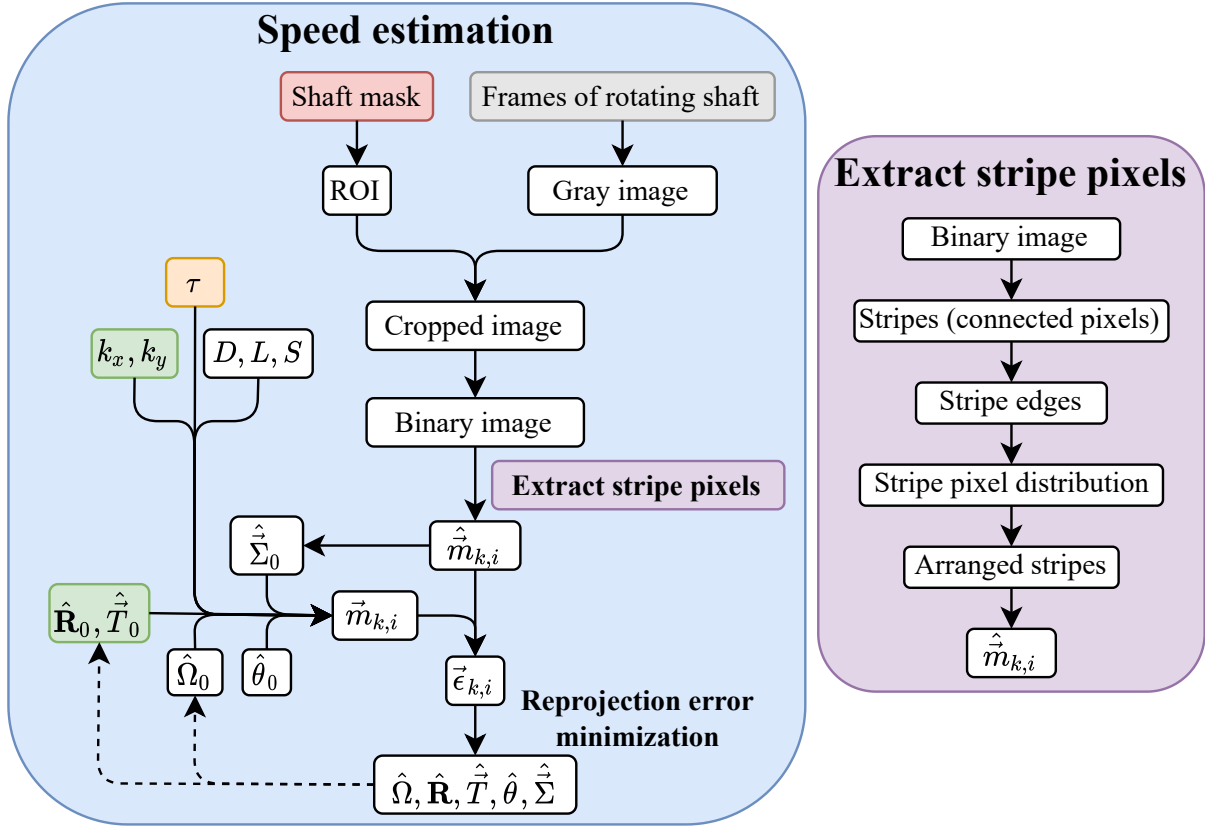 Speed estimation
Shaft mask
Frames of rotating shaft
ROI
Gray image
τ
Cropped image
k_x, k_y
D, L, S
Binary image
Extract stripe pixels
\hat{\vec{Σ}}_0
\hat{\vec{m}}_{k,i}
\hat{\mathbf{R}}_0, \hat{\vec{T}}_0
\vec{m}_{k,i}
\hat{Ω}_0
\hat{θ}_0
\vec{ϵ}_{k,i}
Reprojection error
minimization
\hat{Ω}, \hat{\mathbf{R}}, \hat{\vec{T}}, \hat{θ}, \hat{\vec{Σ}}
Extract stripe pixels
Binary image
Stripes (connected pixels)
Stripe edges
Stripe pixel distribution
Arranged stripes
\hat{\vec{m}}_{k,i}